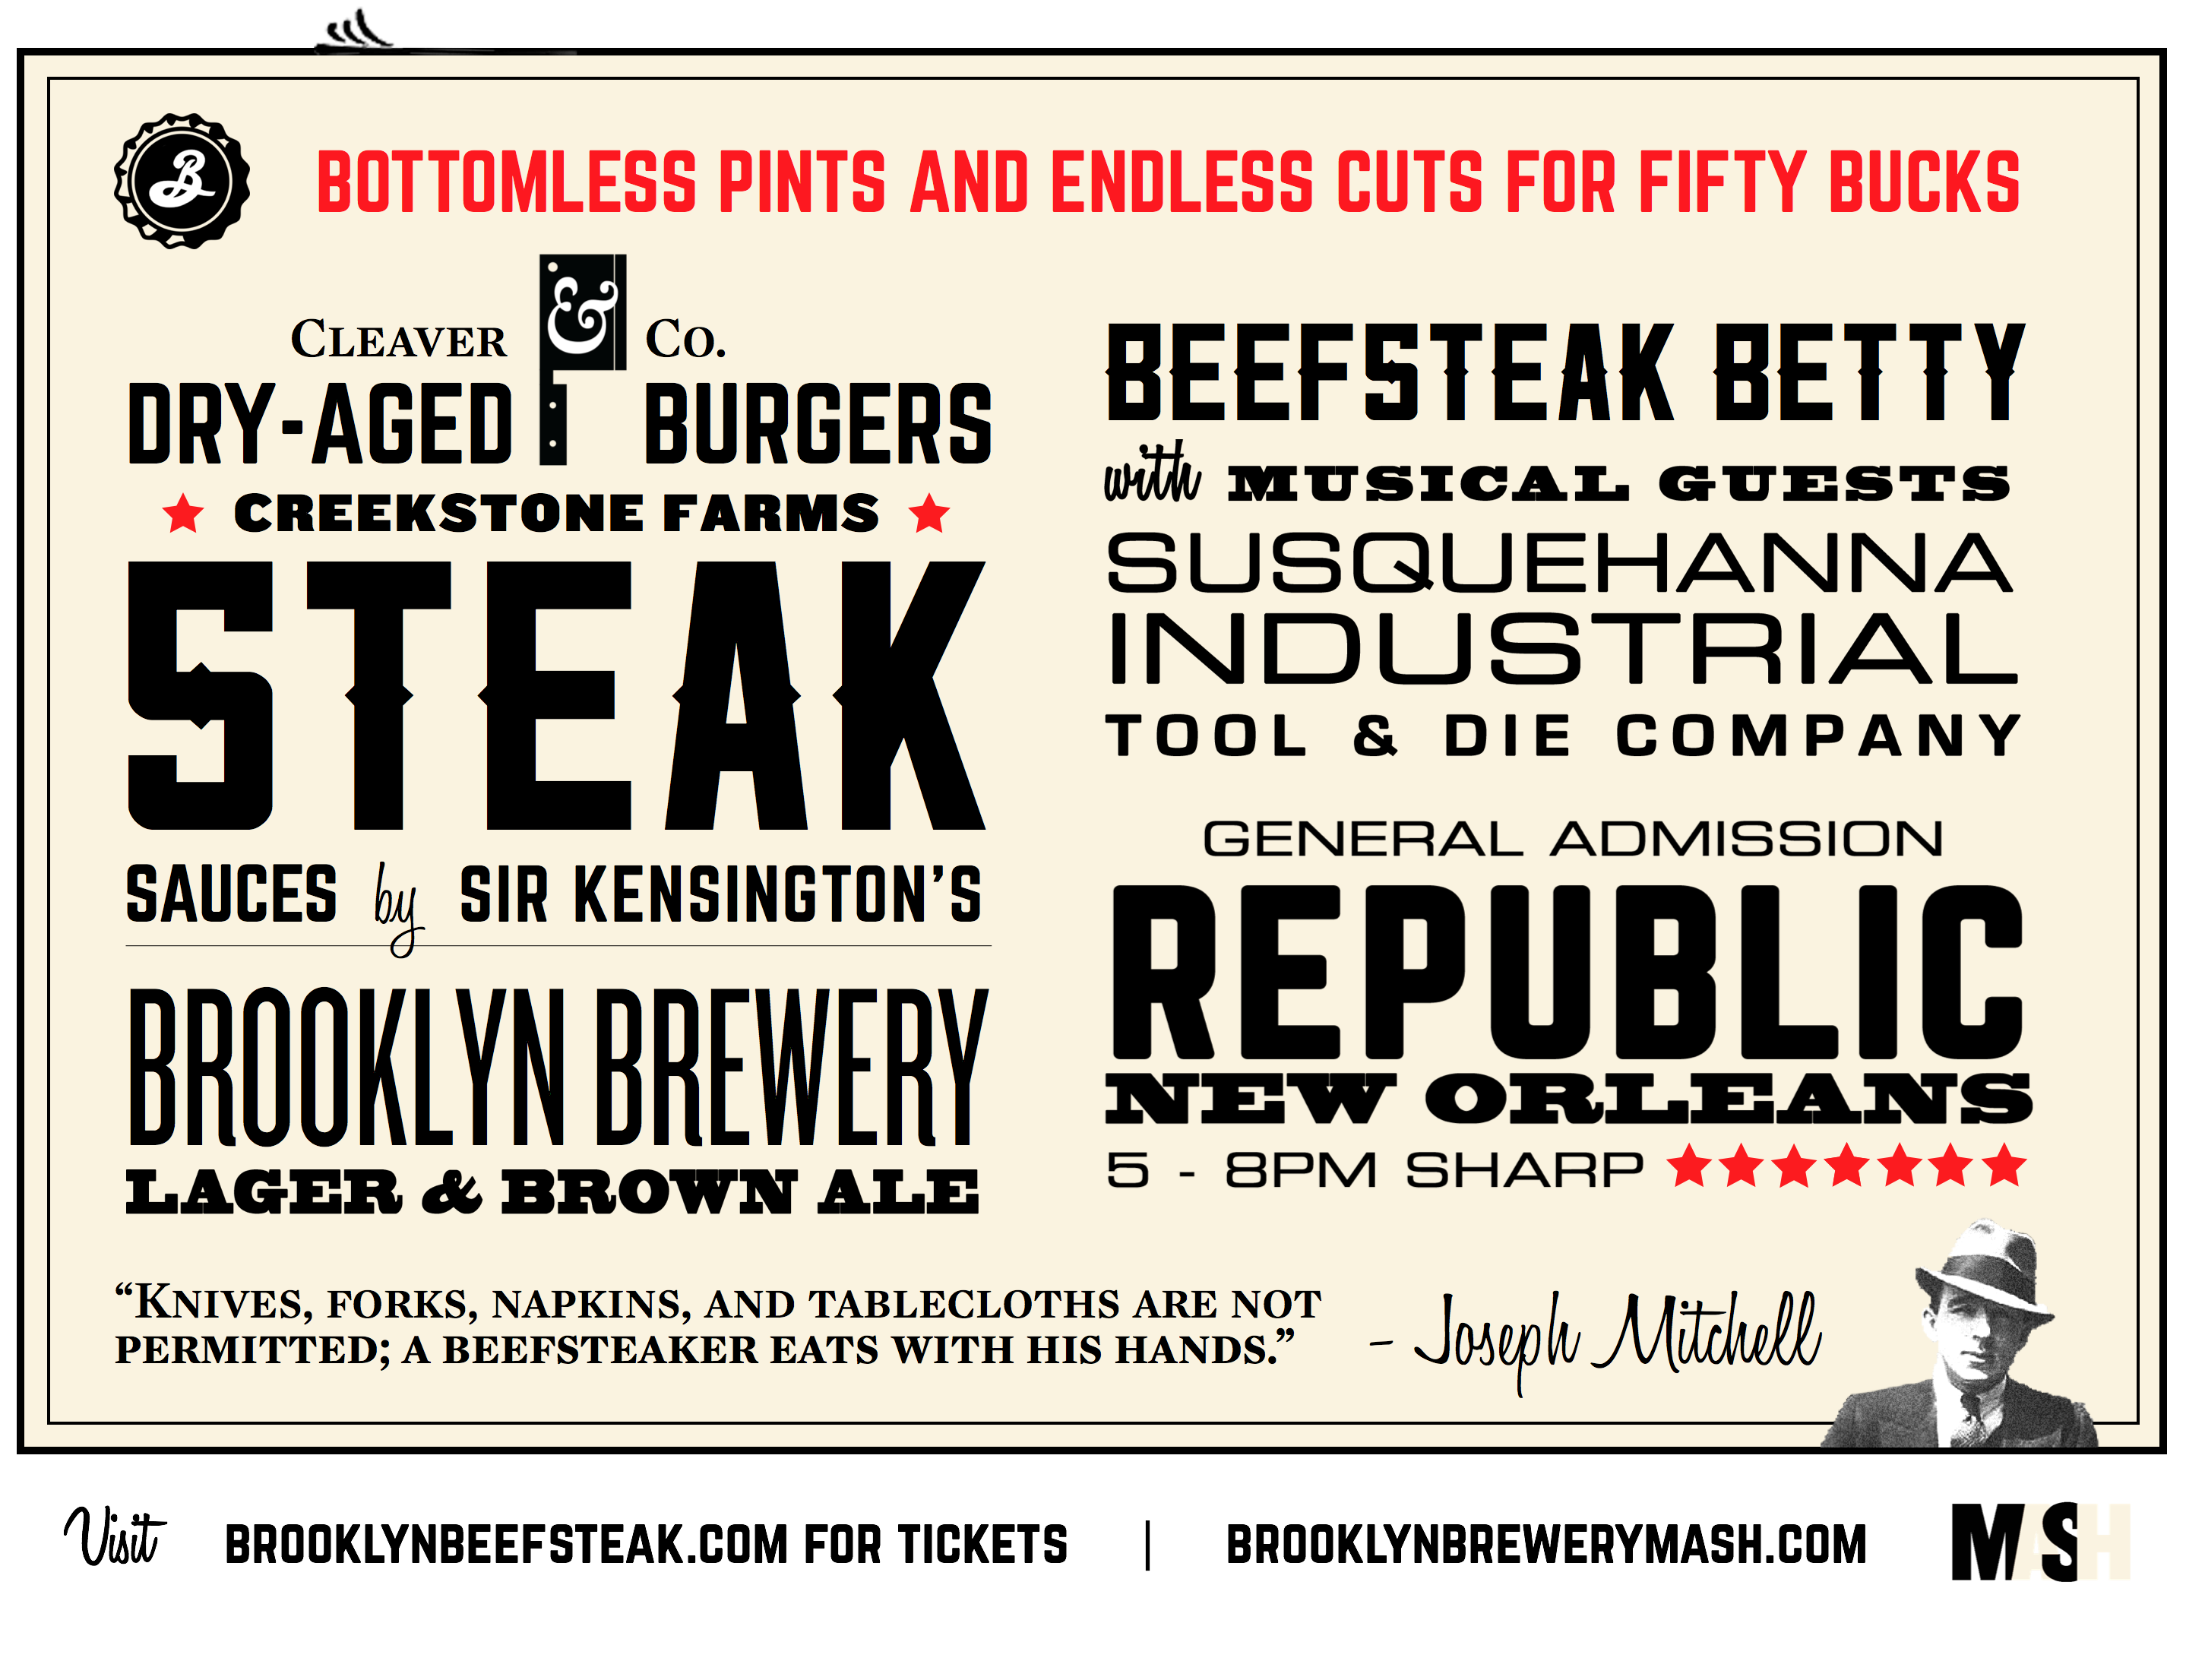 B
BOTTOMLESS PINTS AND ENDLESS CUTS FOR FIFTY BUCKS
CLEAVER & CO.
DRY-AGED BURGERS
CREEKSTONE FARMS
STEAK
SAUCES by SIR KENSINGTON'S
BROOKLYN BREWERY
LAGER & BROWN ALE
BEEFSTEAK BETTY
with MUSICAL GUESTS
SUSQUEHANNA
INDUSTRIAL
TOOL & DIE COMPANY
GENERAL ADMISSION
REPUBLIC
NEW ORLEANS
5 - 8PM SHARP
“KNIVES, FORKS, NAPKINS, AND TABLECLOTHS ARE NOT
PERMITTED; A BEEFSTEAKER EATS WITH HIS HANDS.” - Joseph Mitchell
Visit BROOKLYNBEEFSTEAK.COM FOR TICKETS | BROOKLYNBREWERYMASH.COM MASH